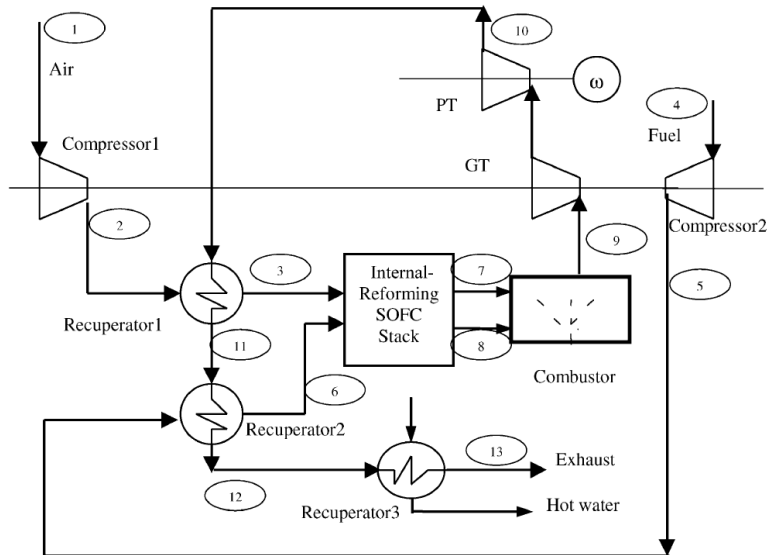 1
10
Air
ω
PT
4
Fuel
Compressor1
GT
2
9
Compressor2
3
Internal-
Reforming
SOFC
Stack
7
5
Recuperator1
11
8
6
Combustor
Recuperator2
13
Exhaust
12
Recuperator3
Hot water